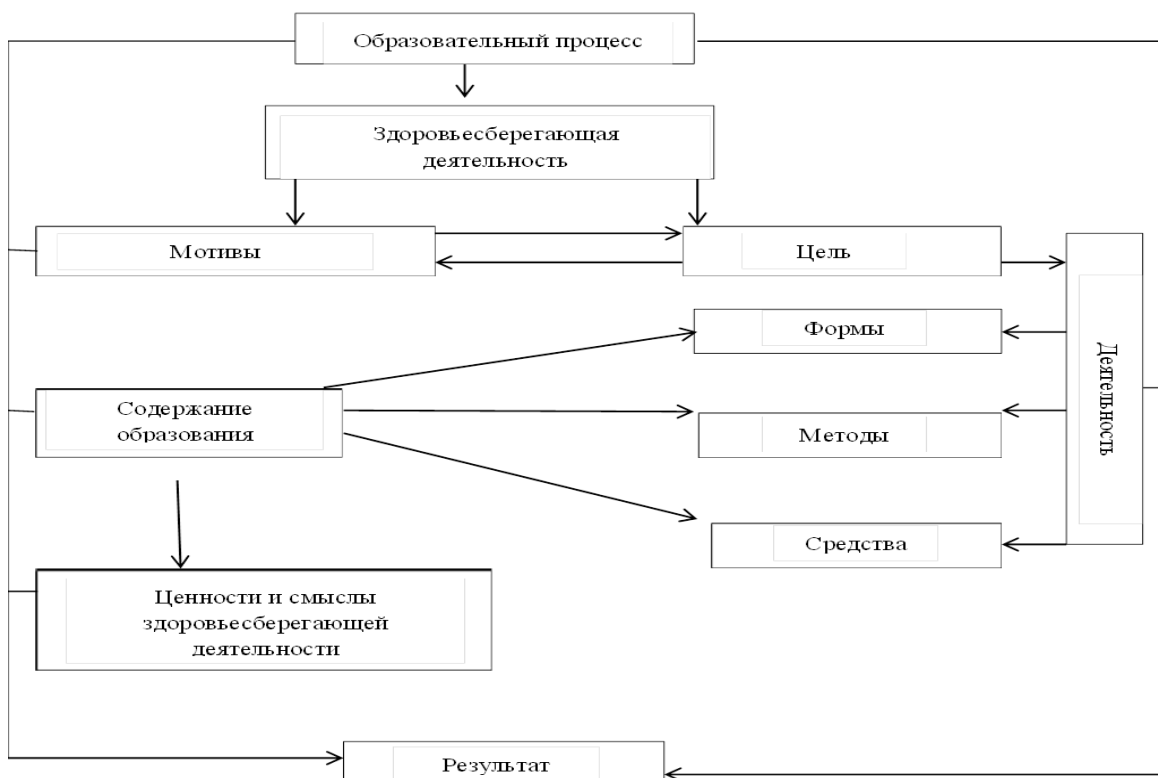 Образовательный процесс
Здоровьесберегающая
деятельность
Мотивы
Цель
Формы
Деятельность
Содержание
образования
Методы
Средства
Ценности и смыслы
здоровьесберегающей
деятельности
Результат